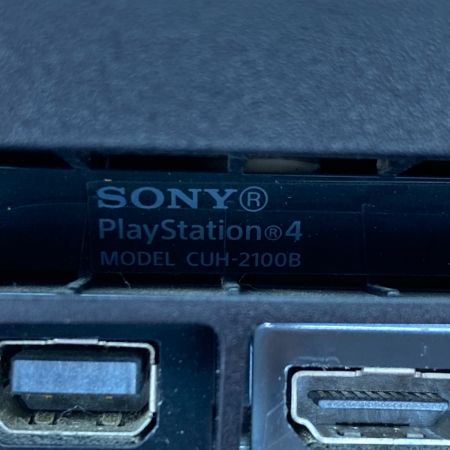 SONY®
PlayStation®4
MODEL CUH-2100B